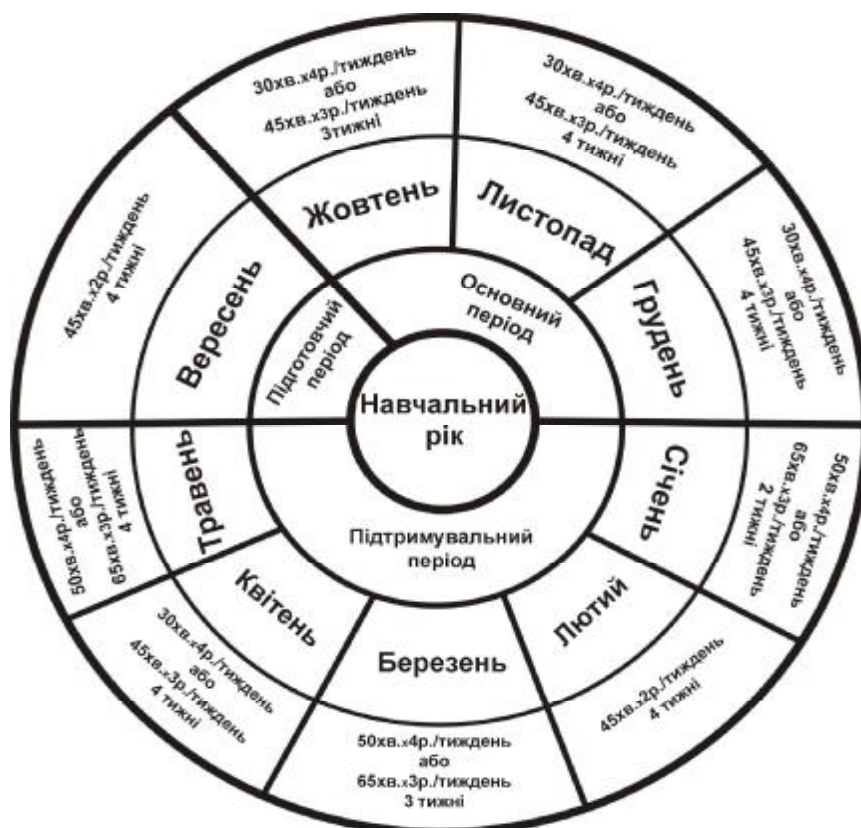 Навчальний
рік
Підготовчий
період
Основний
період
Підтримувальний
період
Вересень
45хв.х2р./тиждень
4 тижні
Жовтень
30хв.х4р./тиждень
або
45хв.х3р./тиждень
3тижні
Листопад
30хв.х4р./тиждень
або
45хв.х3р./тиждень
4 тижні
Грудень
30хв.х4р./тиждень
або
45хв.х3р./тиждень
4 тижні
Січень
50хв.х4р./тиждень
або
65хв.х3р./тиждень
2 тижні
Лютий
45хв.х2р./тиждень
4 тижні
Березень
50хв.х4р./тиждень
або
65хв.х3р./тиждень
3 тижні
Квітень
30хв.х4р./тиждень
або
45хв.х3р./тиждень
4 тижні
Травень
50хв.х4р./тиждень
або
65хв.х3р./тиждень
4 тижні